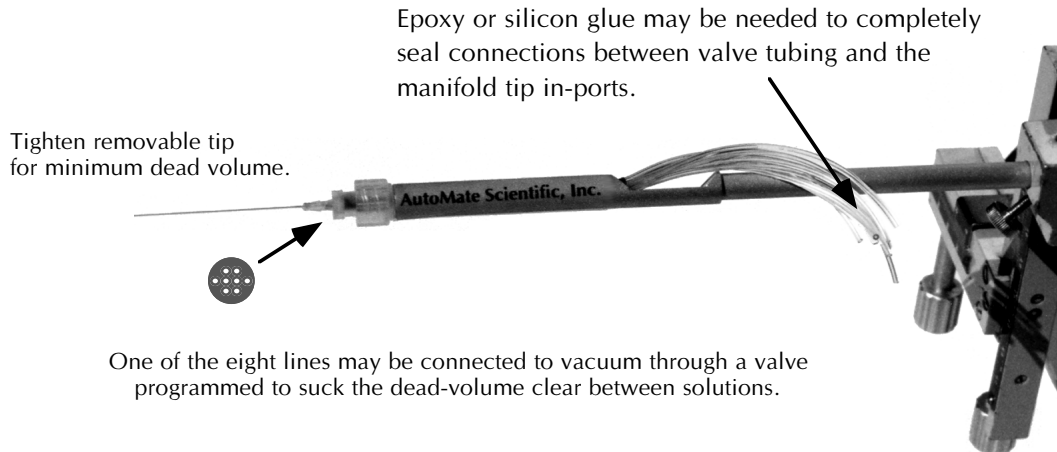 Epoxy or silicon glue may be needed to completely
seal connections between valve tubing and the
manifold tip in-ports.
Tighten removable tip
for minimum dead volume.
AutoMate Scientific, Inc.
One of the eight lines may be connected to vacuum through a valve
programmed to suck the dead-volume clear between solutions.